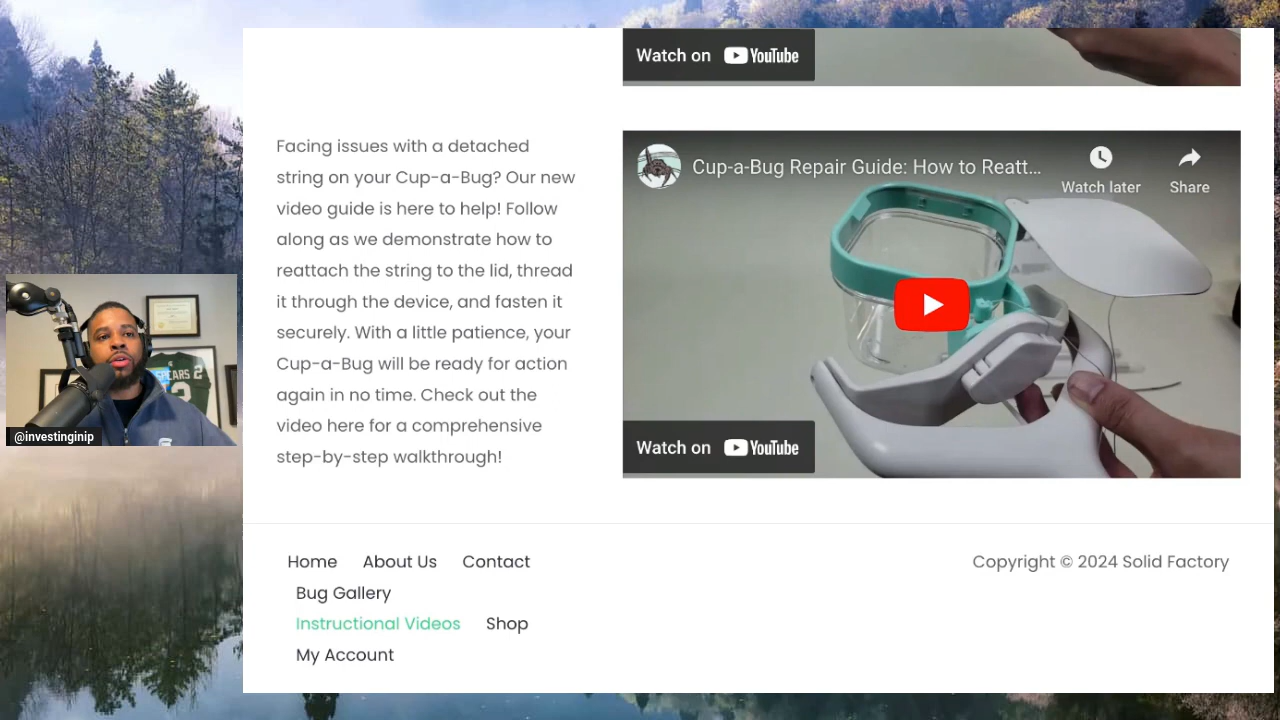 Watch on YouTube
Facing issues with a detached
string on your Cup-a-Bug? Our new
video guide is here to help! Follow
along as we demonstrate how to
reattach the string to the lid, thread
it through the device, and fasten it
securely. With a little patience, your
Cup-a-Bug will be ready for action
again in no time. Check out the
video here for a comprehensive
step-by-step walkthrough!
Cup-a-Bug Repair Guide: How to Reatt...
Watch later
Share
Watch on YouTube
SPEARS 2
@investinginip
Home About Us Contact
Bug Gallery
Instructional Videos Shop
My Account
Copyright © 2024 Solid Factory